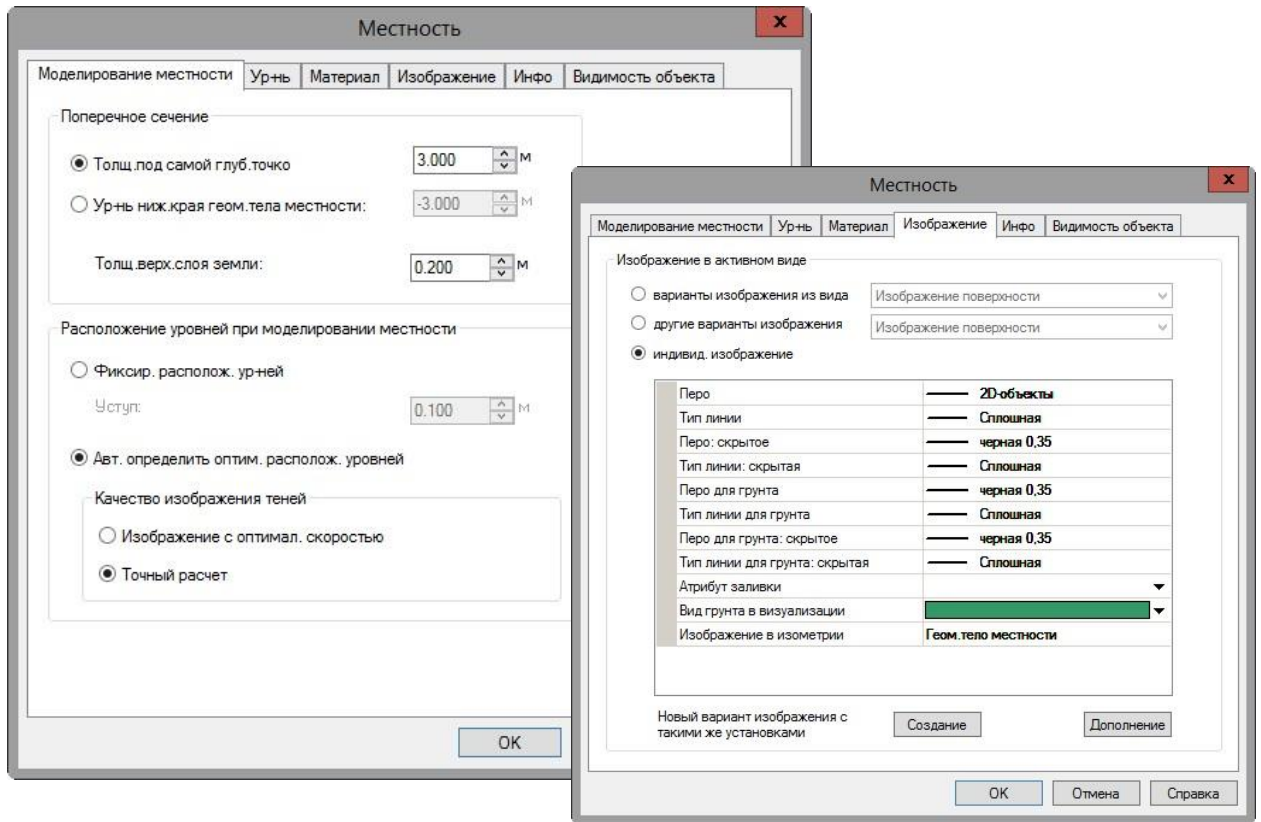 Местность
Моделирование местности Ур-нь Материал Изображение Инфо Видимость объекта
Поперечное сечение
Толщ.под самой глуб.точко 3.000 м
Ур-нь ниж.края геом.тела местности: -3.000 м
Толщ.верх.слоя земли: 0.200 м
Расположение уровней при моделировании местности
Фиксир. располож. ур-ней
Уступ: 0.100 м
Авт. определить оптим. располож. уровней
Качество изображения теней
Изображение с оптимал. скоростью
Точный расчет
OK
Местность
Моделирование местности Ур-нь Материал Изображение Инфо Видимость объекта
Изображение в активном виде
варианты изображения из вида Изображение поверхности
другие варианты изображения Изображение поверхности
индивид. изображение
Перо 2D-объекты
Тип линии Сплошная
Перо: скрытое черная 0,35
Тип линии: скрытая Сплошная
Перо для грунта черная 0,35
Тип линии для грунта Сплошная
Перо для грунта: скрытое черная 0,35
Тип линии для грунта: скрытая Сплошная
Атрибут заливки
Вид грунта в визуализации
Изображение в изометрии Геом.тело местности
Новый вариант изображения с
такими же установками
Создание Дополнение
OK Отмена Справка